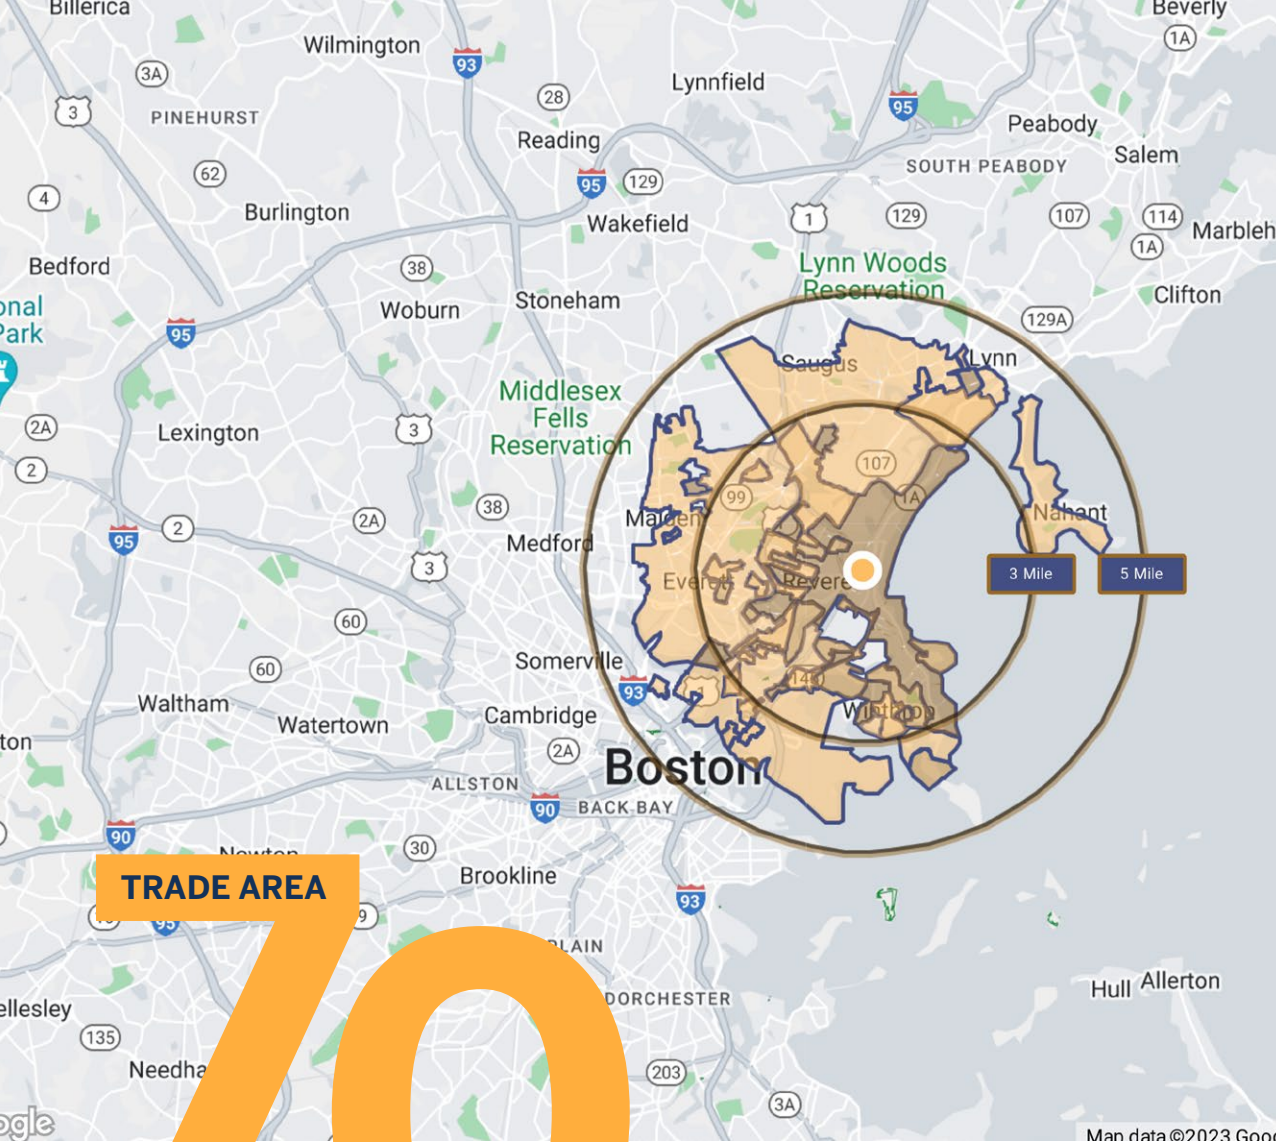 Billerica
Beverly
1A
Wilmington
93
3A
Lynnfield
28
95
3
PINEHURST
Reading
Peabody
SOUTH PEABODY
Salem
62
95
129
4
Burlington
Wakefield
1
129
107
114
1A
Marbleh
Bedford
38
Lynn Woods
Reservation
Woburn
Stoneham
Clifton
onal
Park
95
129A
Saugus
Lynn
Middlesex
Fells
Reservation
2A
Lexington
3
2
107
99
1A
38
2A
Malden
Nahant
2
95
Medford
3
Everett
Revere
3 Mile
5 Mile
60
Somerville
60
93
145
Waltham
Cambridge
Winthrop
Watertown
ton
2A
Boston
ALLSTON
BACK BAY
90
90
30
Newton
Brookline
TRADE AREA
93
95
9
PLAIN
DORCHESTER
Hull
Allerton
ellesley
135
Needha
203
70
3A
ogle
Map data ©2023 Goo